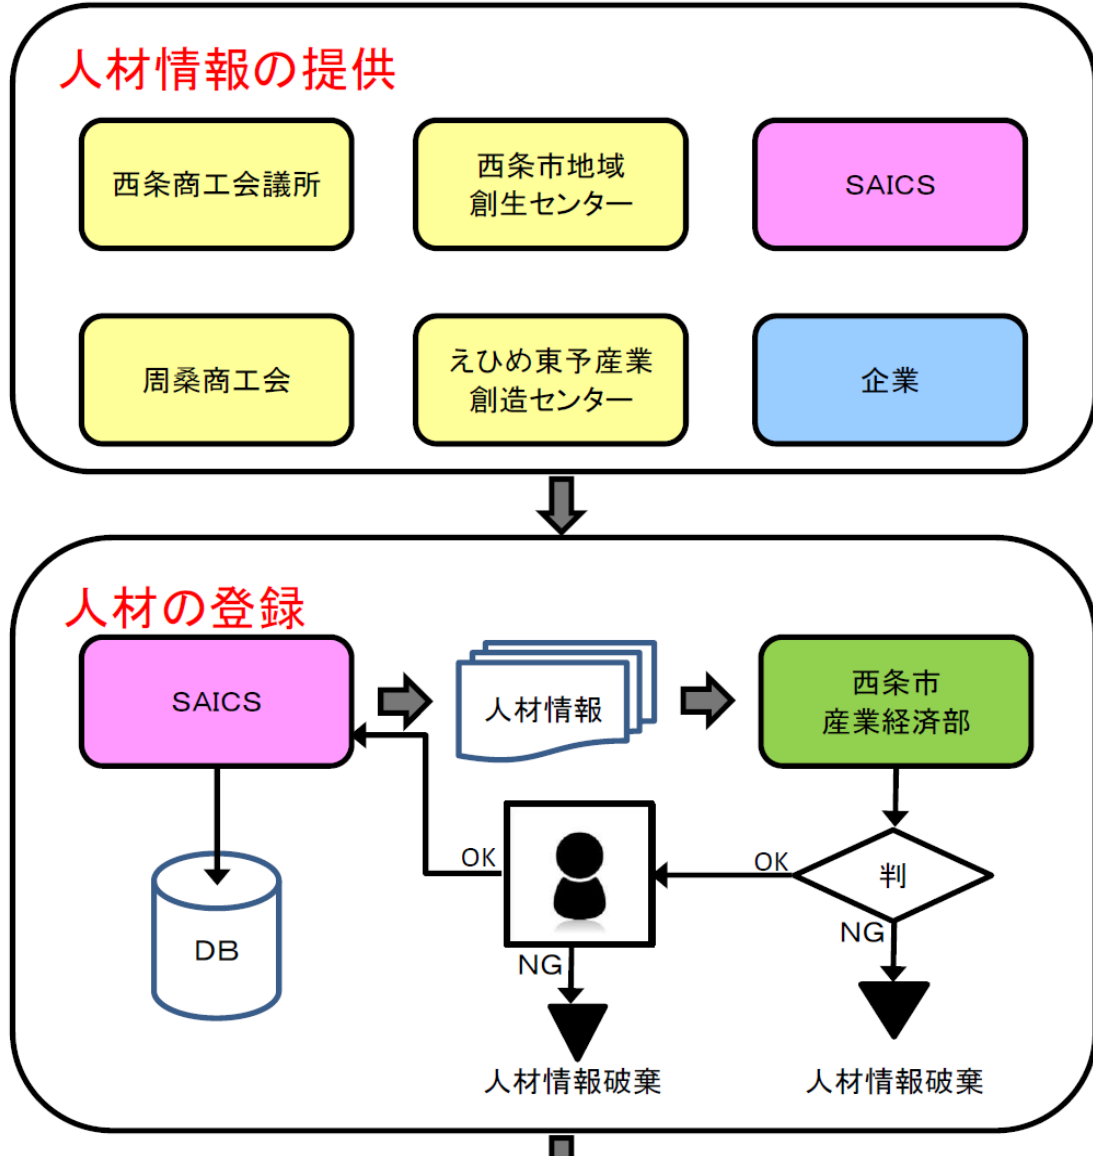 人材情報の提供
西条商工会議所
西条市地域
創生センター
SAICS
周桑商工会
えひめ東予産業
創造センター
企業
人材の登録
SAICS
人材情報
西条市
産業経済部
OK
OK
判
DB
NG
NG
人材情報破棄
人材情報破棄